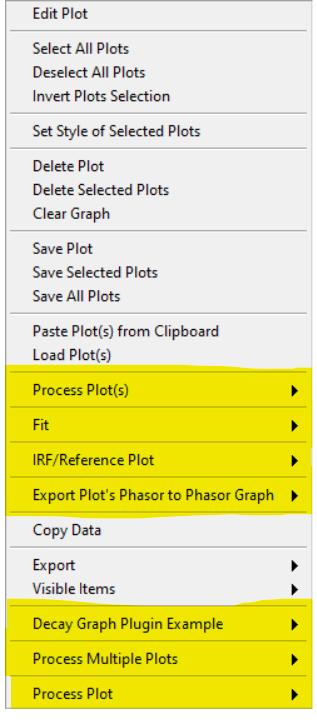 Edit Plot
Select All Plots
Deselect All Plots
Invert Plots Selection
Set Style of Selected Plots
Delete Plot
Delete Selected Plots
Clear Graph
Save Plot
Save Selected Plots
Save All Plots
Paste Plot(s) from Clipboard
Load Plot(s)
Process Plot(s)
Fit
IRF/Reference Plot
Export Plot's Phasor to Phasor Graph
Copy Data
Export
Visible Items
Decay Graph Plugin Example
Process Multiple Plots
Process Plot